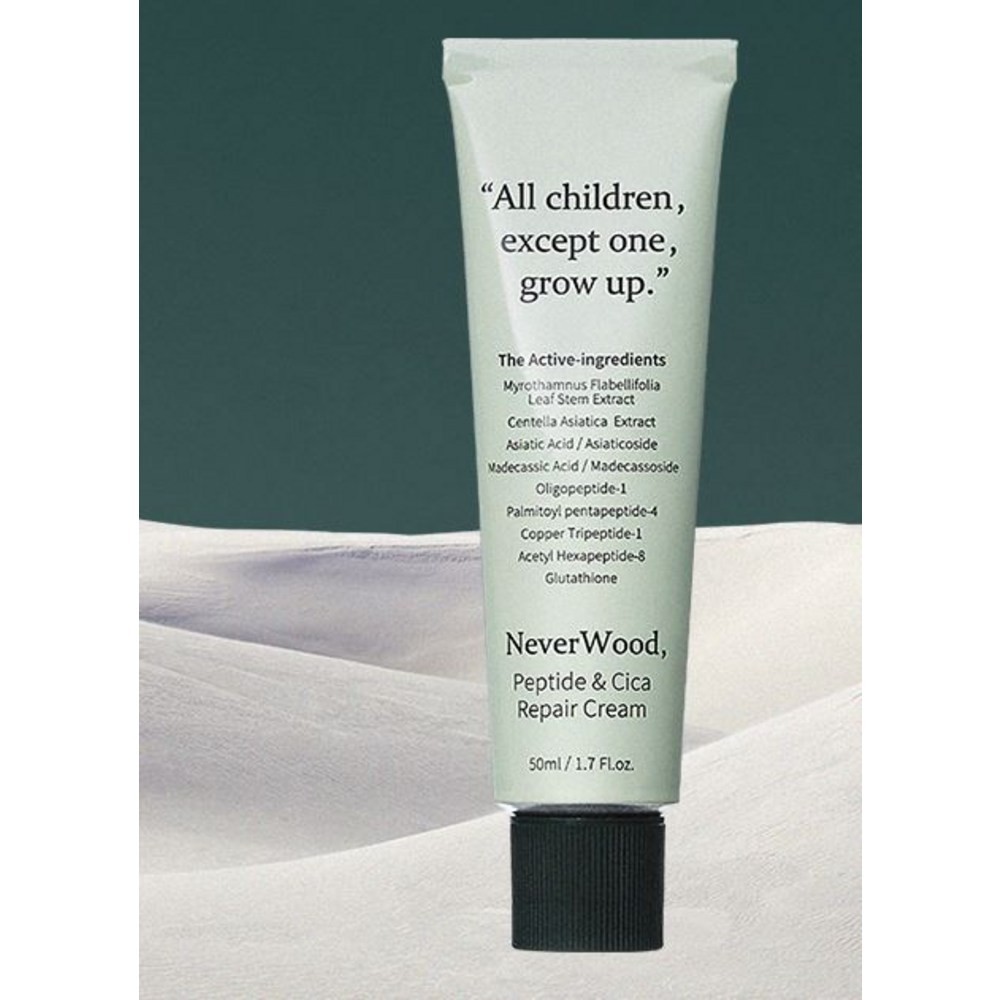 “All children,
except one,
grow up.”
The Active-ingredients
Myrothamnus Flabellifolia
Leaf Stem Extract
Centella Asiatica Extract
Asiatic Acid / Asiaticoside
Madecassic Acid / Madecassoside
Oligopeptide-1
Palmitoyl pentapeptide-4
Copper Tripeptide-1
Acetyl Hexapeptide-8
Glutathione
NeverWood,
Peptide & Cica
Repair Cream
50ml / 1.7 Fl.oz.